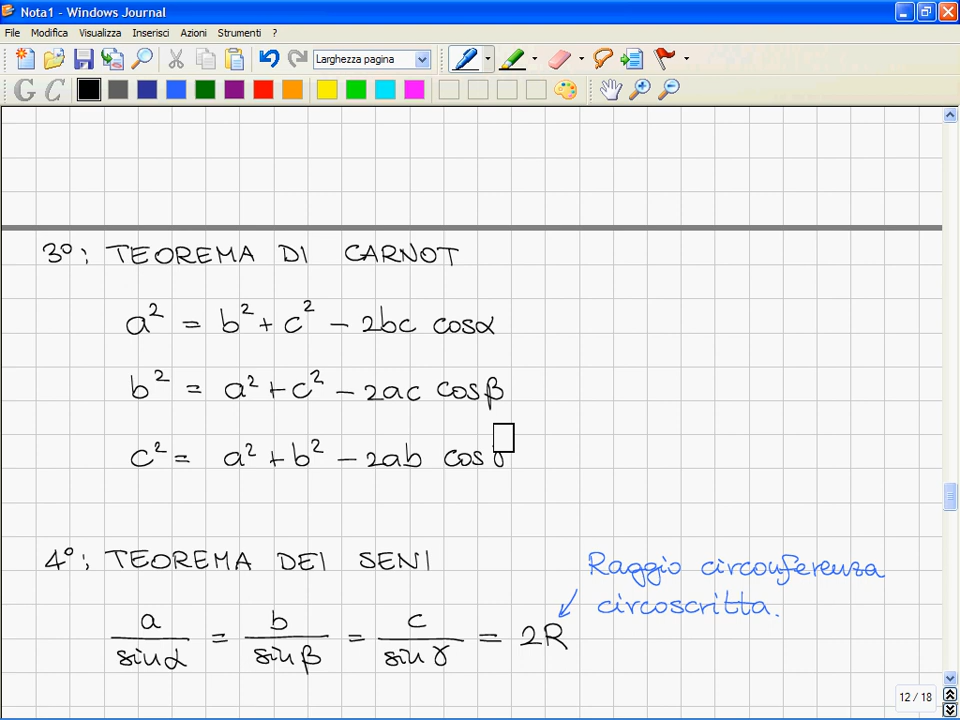 Nota1 - Windows Journal
File Modifica Visualizza Inserisci Azioni Strumenti ?
Larghezza pagina
G C
3°: TEOREMA DI CARNOT
a² = b² + c² - 2bc cosα
b² = a² + c² - 2ac cosβ
c² = a² + b² - 2ab cosγ
4°: TEOREMA DEI SENI
Raggio circonferenza
circoscritta.
a/sinα = b/sinβ = c/sinγ = 2R
12 / 18